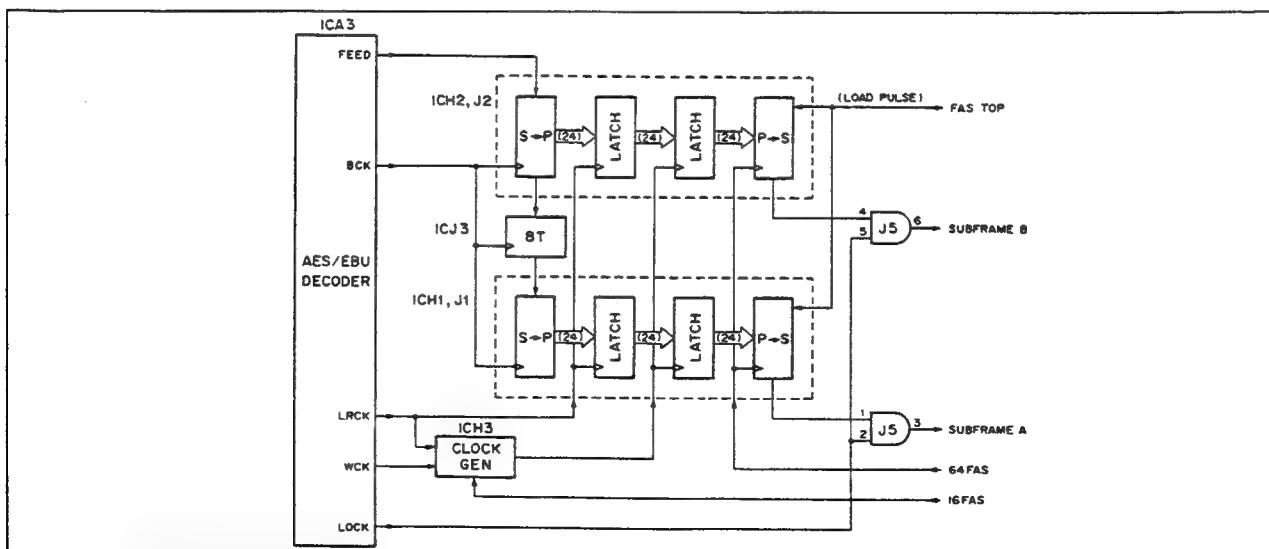 ICA3
FEED
ICH2, J2
(LOAD PULSE)
FAS TOP
S→P
(24)
LATCH
(24)
LATCH
(24)
P→S
BCK
4
5
J5
6
SUBFRAME B
ICJ3
8T
AES/EBU
DECODER
ICH1, J1
S→P
(24)
LATCH
(24)
LATCH
(24)
P→S
LRCK
ICH3
CLOCK
GEN
1
2
J5
3
SUBFRAME A
WCK
64FAS
16FAS
LOCK